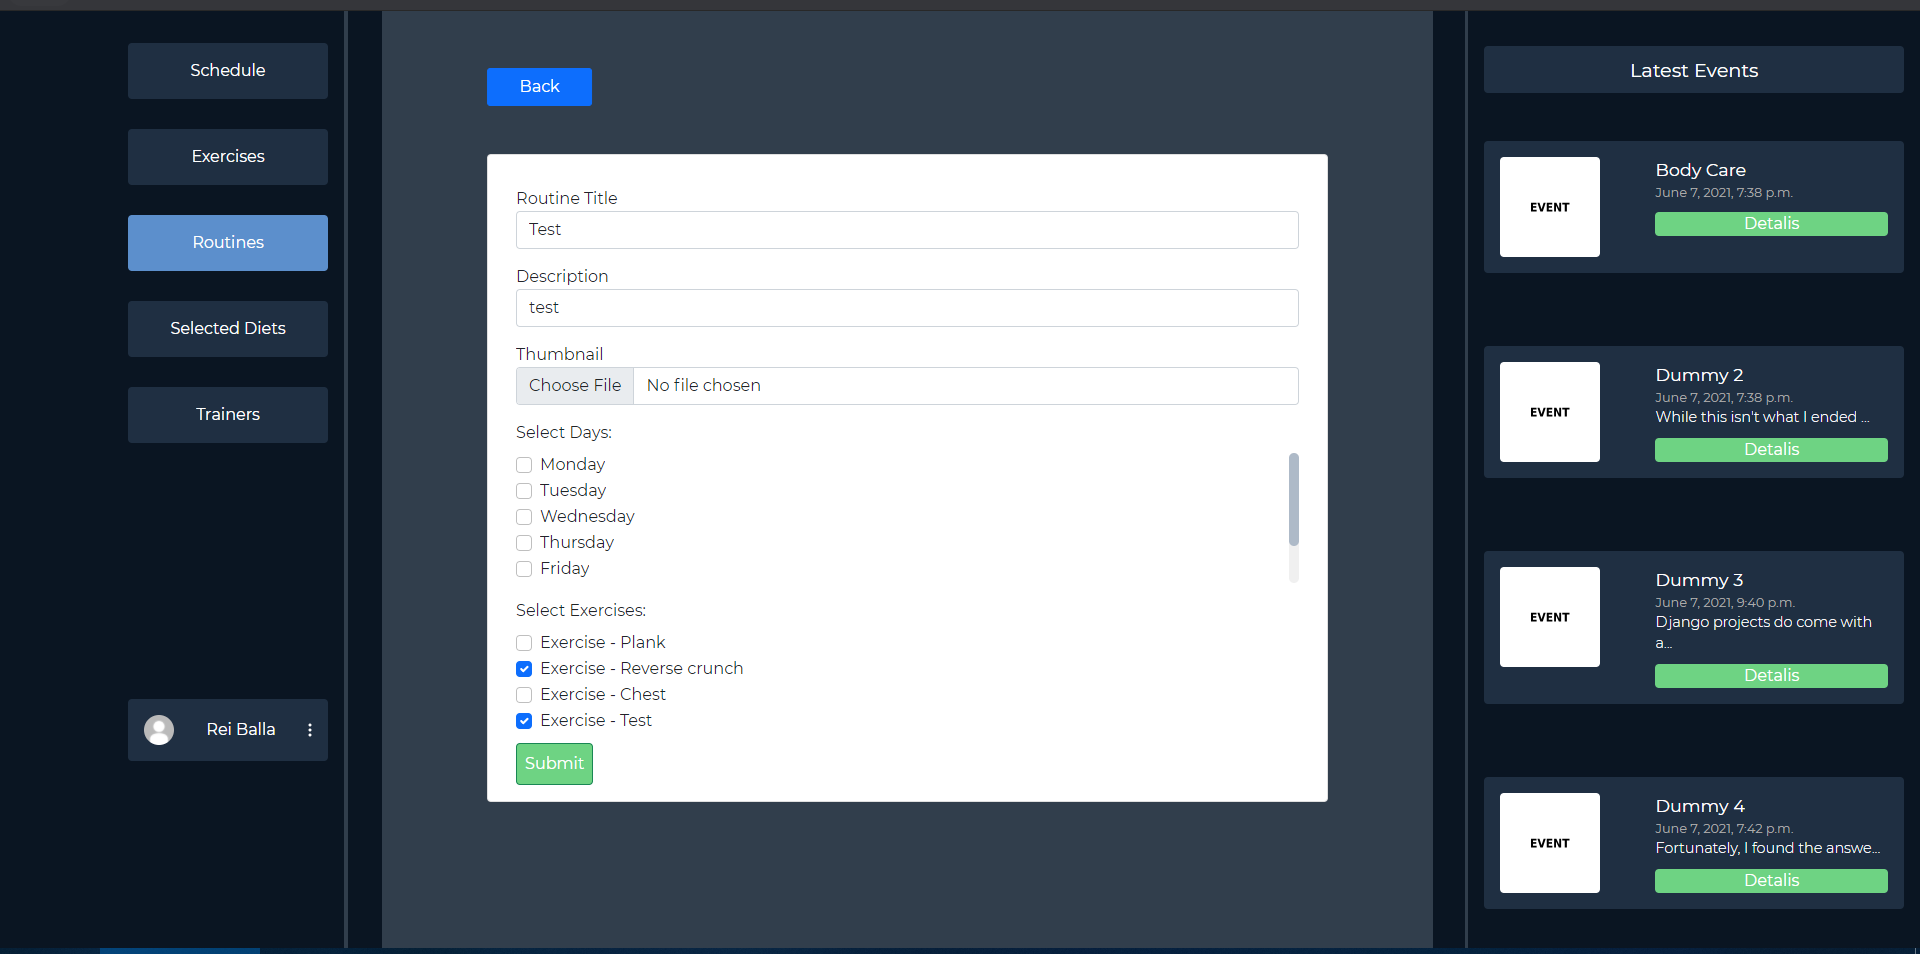 Schedule
Exercises
Routines
Selected Diets
Trainers
Rei Balla
Back
Routine Title
Test
Description
test
Thumbnail
Choose File No file chosen
Select Days:
Monday
Tuesday
Wednesday
Thursday
Friday
Select Exercises:
Exercise - Plank
Exercise - Reverse crunch
Exercise - Chest
Exercise - Test
Submit
Latest Events
EVENT
Body Care
June 7, 2021, 7:38 p.m.
Detalis
EVENT
Dummy 2
June 7, 2021, 7:38 p.m.
While this isn't what I ended ...
Detalis
EVENT
Dummy 3
June 7, 2021, 9:40 p.m.
Django projects do come with
a...
Detalis
EVENT
Dummy 4
June 7, 2021, 7:42 p.m.
Fortunately, I found the answe...
Detalis